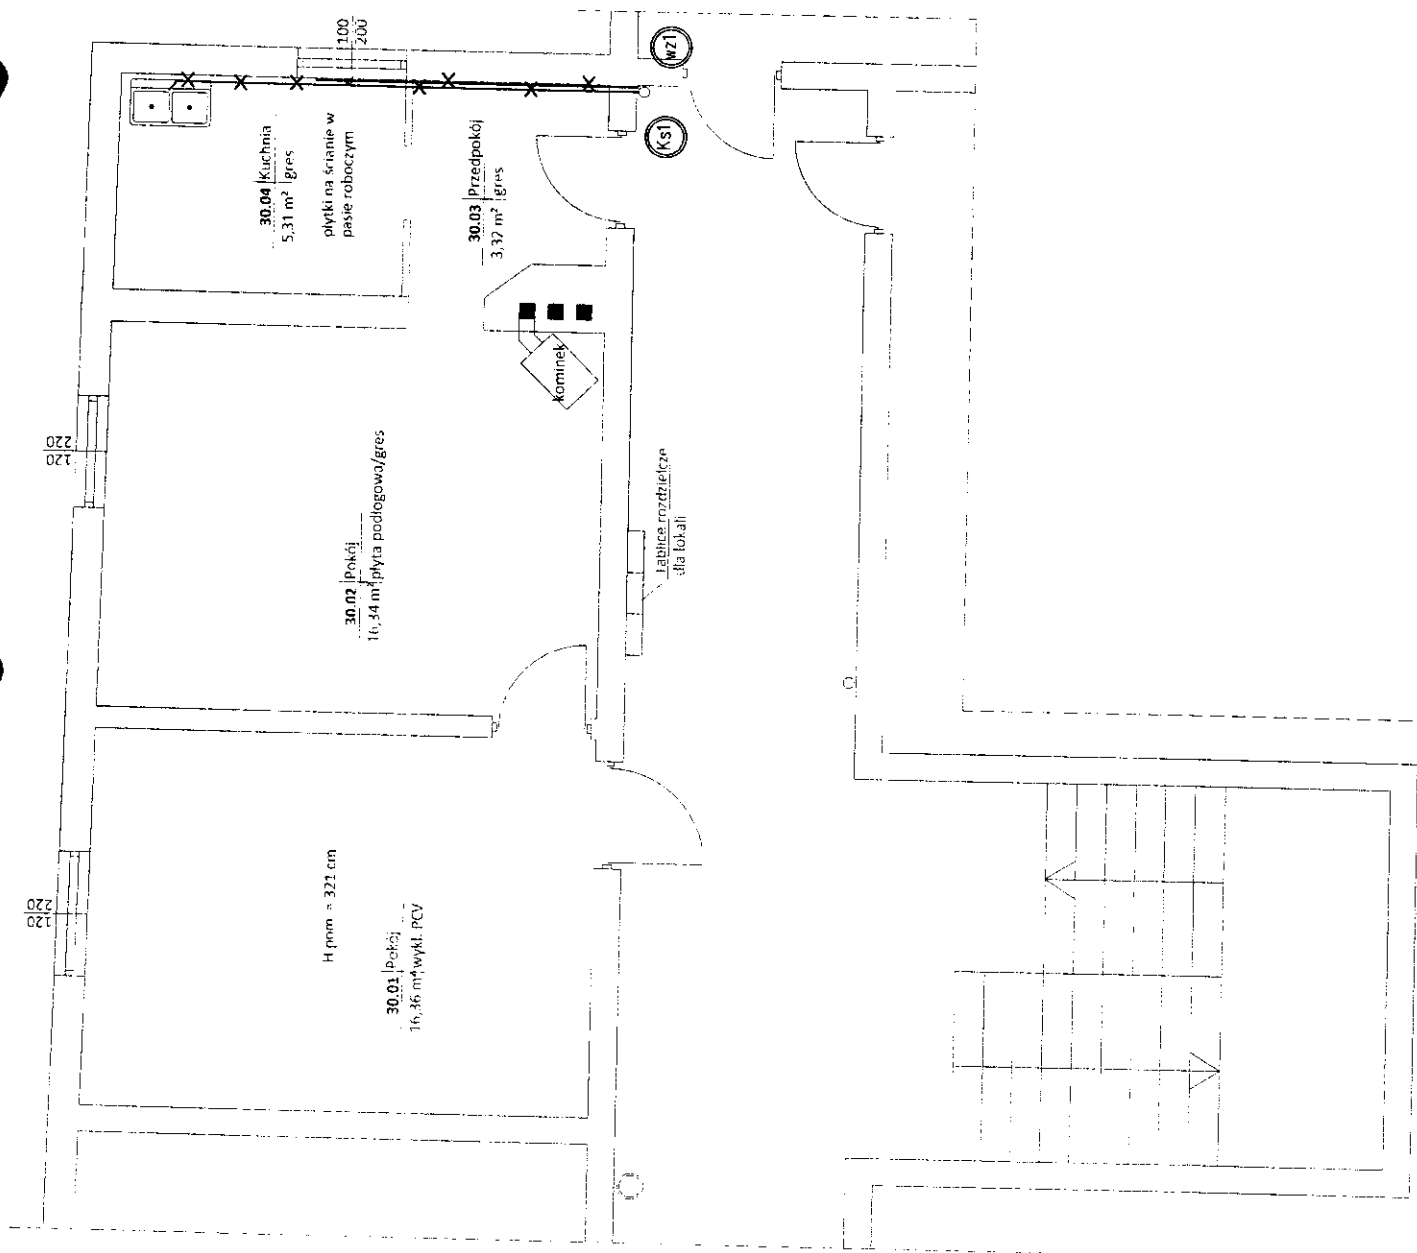 100
200
wz1
Ks1
30.04 Kuchnia
5,31 m² gres
płytki na ścianie w
pasie roboczym
30.03 Przedpokój
3,32 m² gres
kominek
220
120
30.02 Pokój
16,34 m² płyta podłogowa/gres
Tablice rozdzielcze
dla lokali
220
120
H pom = 321 cm
30.01 Pokój
16,36 m² wykł. PCV